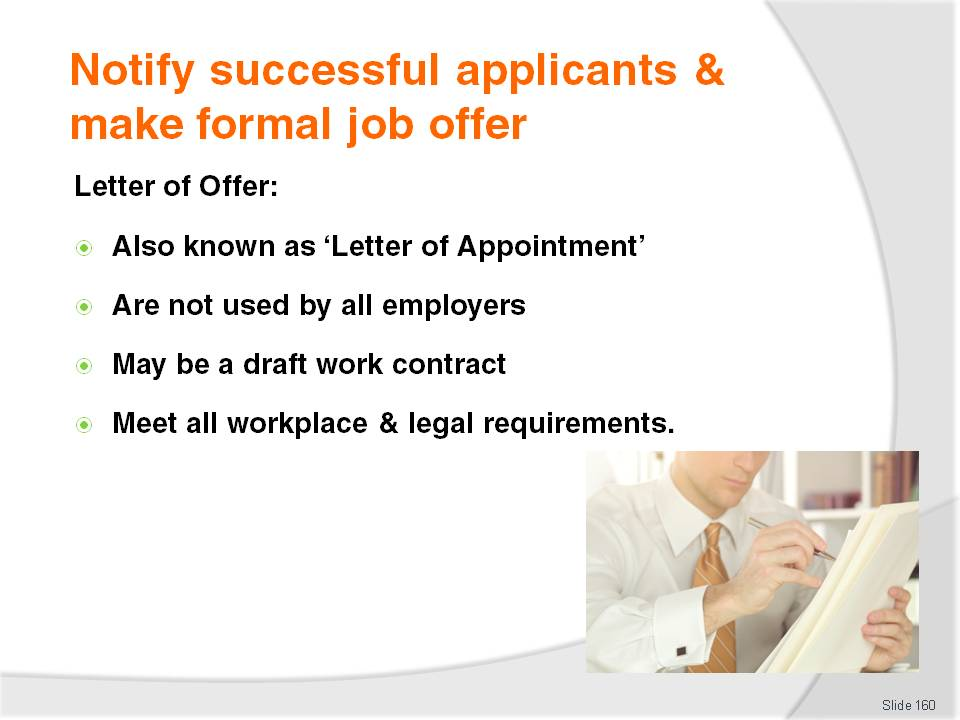 Notify successful applicants &
make formal job offer
Letter of Offer:
Also known as ‘Letter of Appointment’
Are not used by all employers
May be a draft work contract
Meet all workplace & legal requirements.
Slide 160